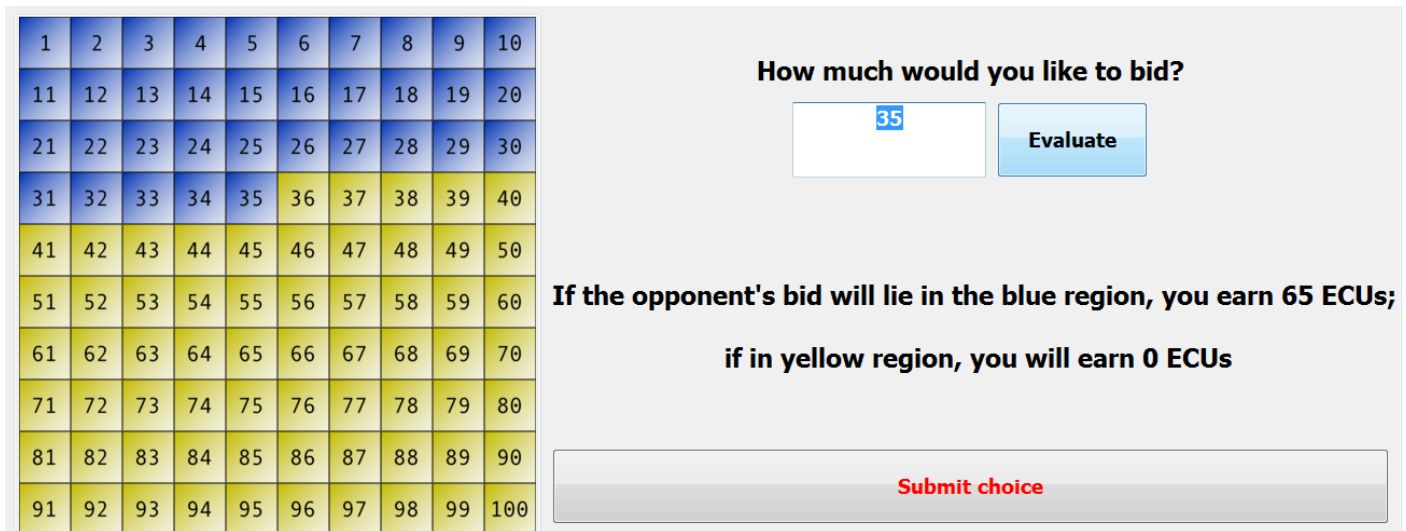 1 2 3 4 5 6 7 8 9 10
11 12 13 14 15 16 17 18 19 20
21 22 23 24 25 26 27 28 29 30
31 32 33 34 35 36 37 38 39 40
41 42 43 44 45 46 47 48 49 50
51 52 53 54 55 56 57 58 59 60
61 62 63 64 65 66 67 68 69 70
71 72 73 74 75 76 77 78 79 80
81 82 83 84 85 86 87 88 89 90
91 92 93 94 95 96 97 98 99 100
How much would you like to bid?
35
Evaluate
If the opponent's bid will lie in the blue region, you earn 65 ECUs;
if in yellow region, you will earn 0 ECUs
Submit choice